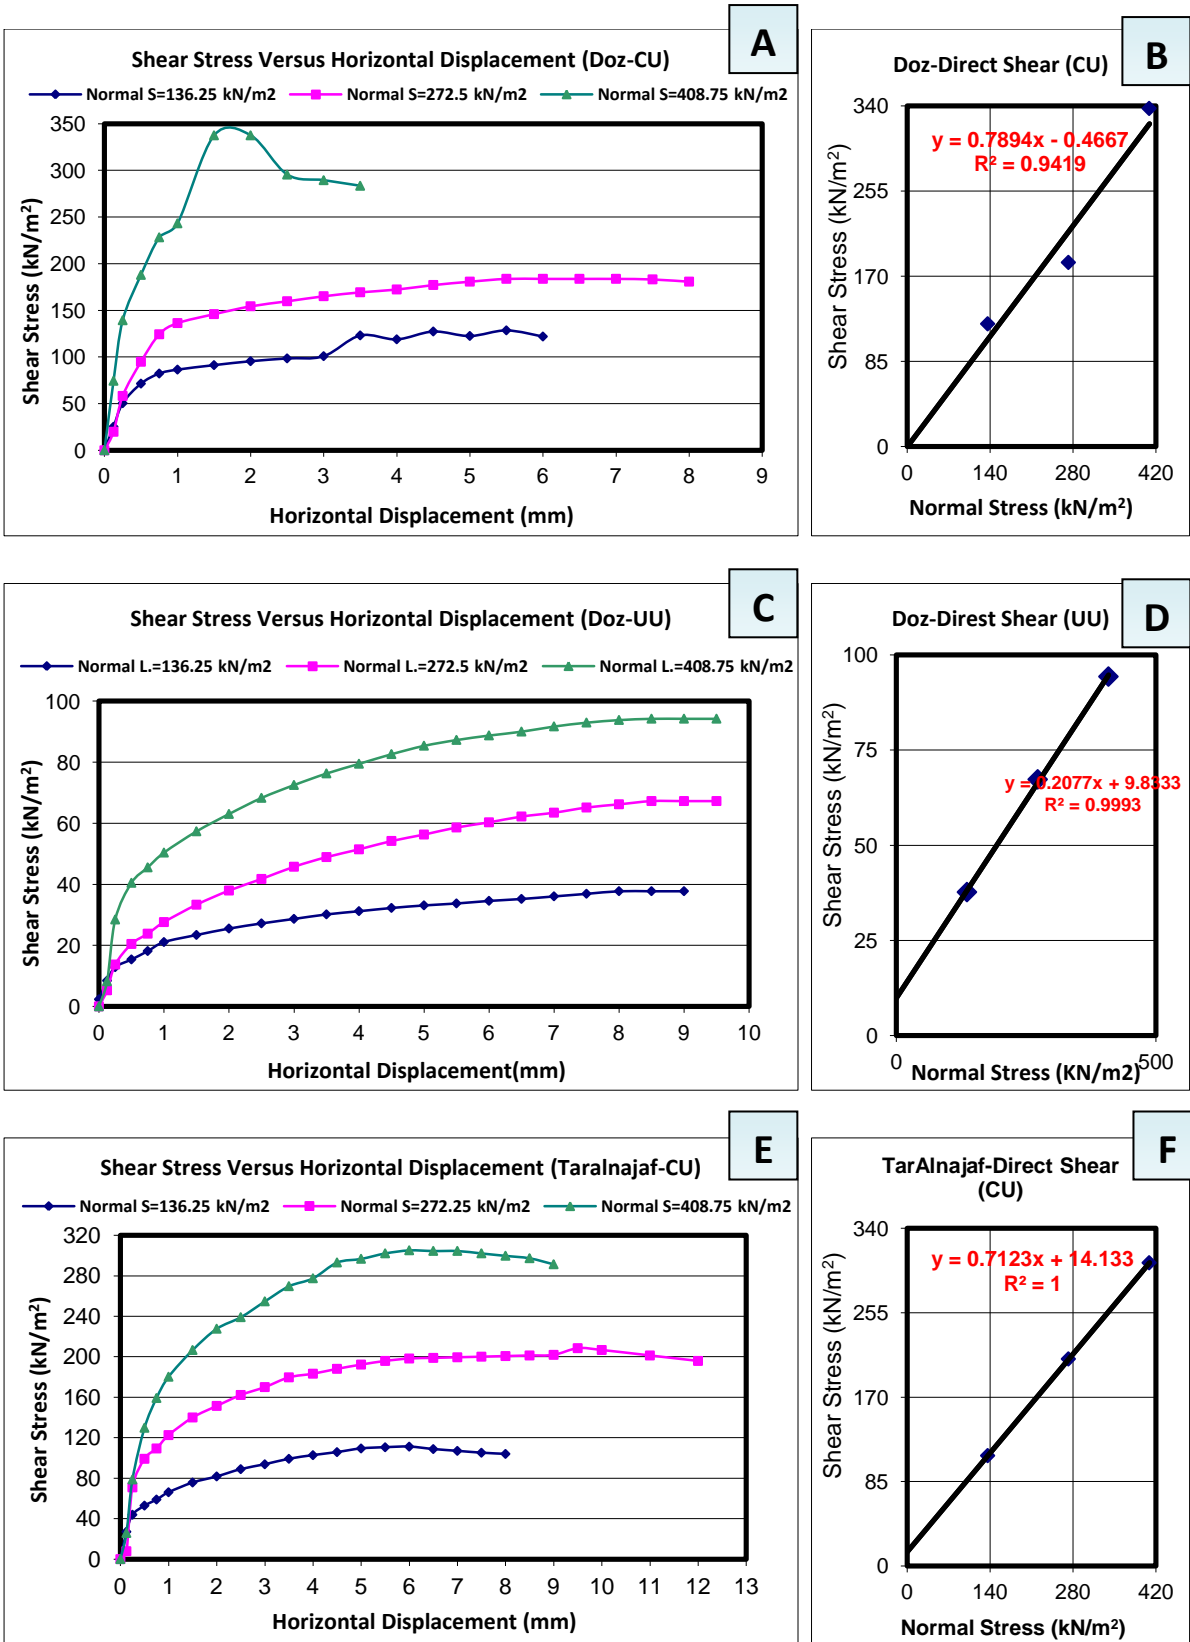 A
Shear Stress Versus Horizontal Displacement (Doz-CU)
Normal S=136.25 kN/m2 Normal S=272.5 kN/m2 Normal S=408.75 kN/m2
350
300
250
200
150
100
50
0
Shear Stress (kN/m²)
0 1 2 3 4 5 6 7 8 9
Horizontal Displacement (mm)
B
Doz-Direct Shear (CU)
340
255
170
85
0
Shear Stress (kN/m²)
y = 0.7894x - 0.4667
R² = 0.9419
0 140 280 420
Normal Stress (kN/m²)
C
Shear Stress Versus Horizontal Displacement (Doz-UU)
Normal L.=136.25 kN/m2 Normal L.=272.5 kN/m2 Normal L.=408.75 kN/m2
100
80
60
40
20
0
Shear Stress (kN/m²)
0 1 2 3 4 5 6 7 8 9 10
Horizontal Displacement(mm)
D
Doz-Direst Shear (UU)
100
75
50
25
0
Shear Stress (kN/m²)
y = 0.2077x + 9.8333
R² = 0.9993
0 500
Normal Stress (KN/m2)
E
Shear Stress Versus Horizontal Displacement (Taralnajaf-CU)
Normal S=136.25 kN/m2 Normal S=272.25 kN/m2 Normal S=408.75 kN/m2
320
280
240
200
160
120
80
40
0
Shear Stress (kN/m²)
0 1 2 3 4 5 6 7 8 9 10 11 12 13
Horizontal Displacement (mm)
F
TarAlnajaf-Direct Shear
(CU)
340
255
170
85
0
Shear Stress (kN/m²)
y = 0.7123x + 14.133
R² = 1
0 140 280 420
Normal Stress (kN/m²)